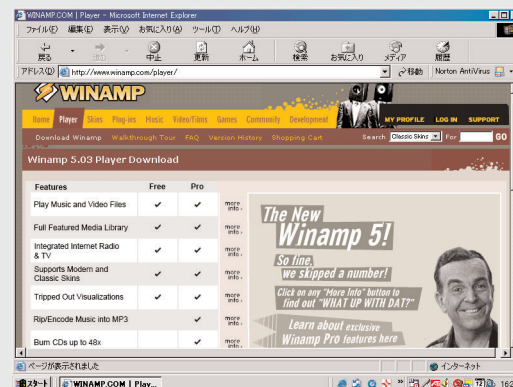 WINAMP.COM | Player - Microsoft Internet Explorer
ファイル(F) 編集(E) 表示(V) お気に入り(A) ツール(T) ヘルプ(H)
戻る 進む 中止 更新 ホーム 検索 お気に入り メディア 履歴
アドレス(D) http://www.winamp.com/player/ 移動 Norton AntiVirus
WINAMP
Home Player Skins Plug-ins Music Video/Films Games Community Development MY PROFILE LOG IN SUPPORT
Download Winamp Walkthrough Tour FAQ Version History Shopping Cart Search Classic Skins For GO
Winamp 5.03 Player Download
Features Free Pro
Play Music and Video Files ✔ ✔ more info ›
Full Featured Media Library ✔ ✔ more info ›
Integrated Internet Radio & TV ✔ ✔ more info ›
Supports Modern and Classic Skins ✔ ✔ more info ›
Tripped Out Visualizations ✔ ✔ more info ›
Rip/Encode Music into MP3 ✔ more info ›
Burn CDs up to 48x ✔ more info ›
The New
Winamp 5!
So fine,
we skipped a number!
Click on any "More Info" button to
find out "WHAT UP WITH DAT?"
Learn about exclusive
Winamp Pro features here
ページが表示されました インターネット
スタート WINAMP.COM | Play...